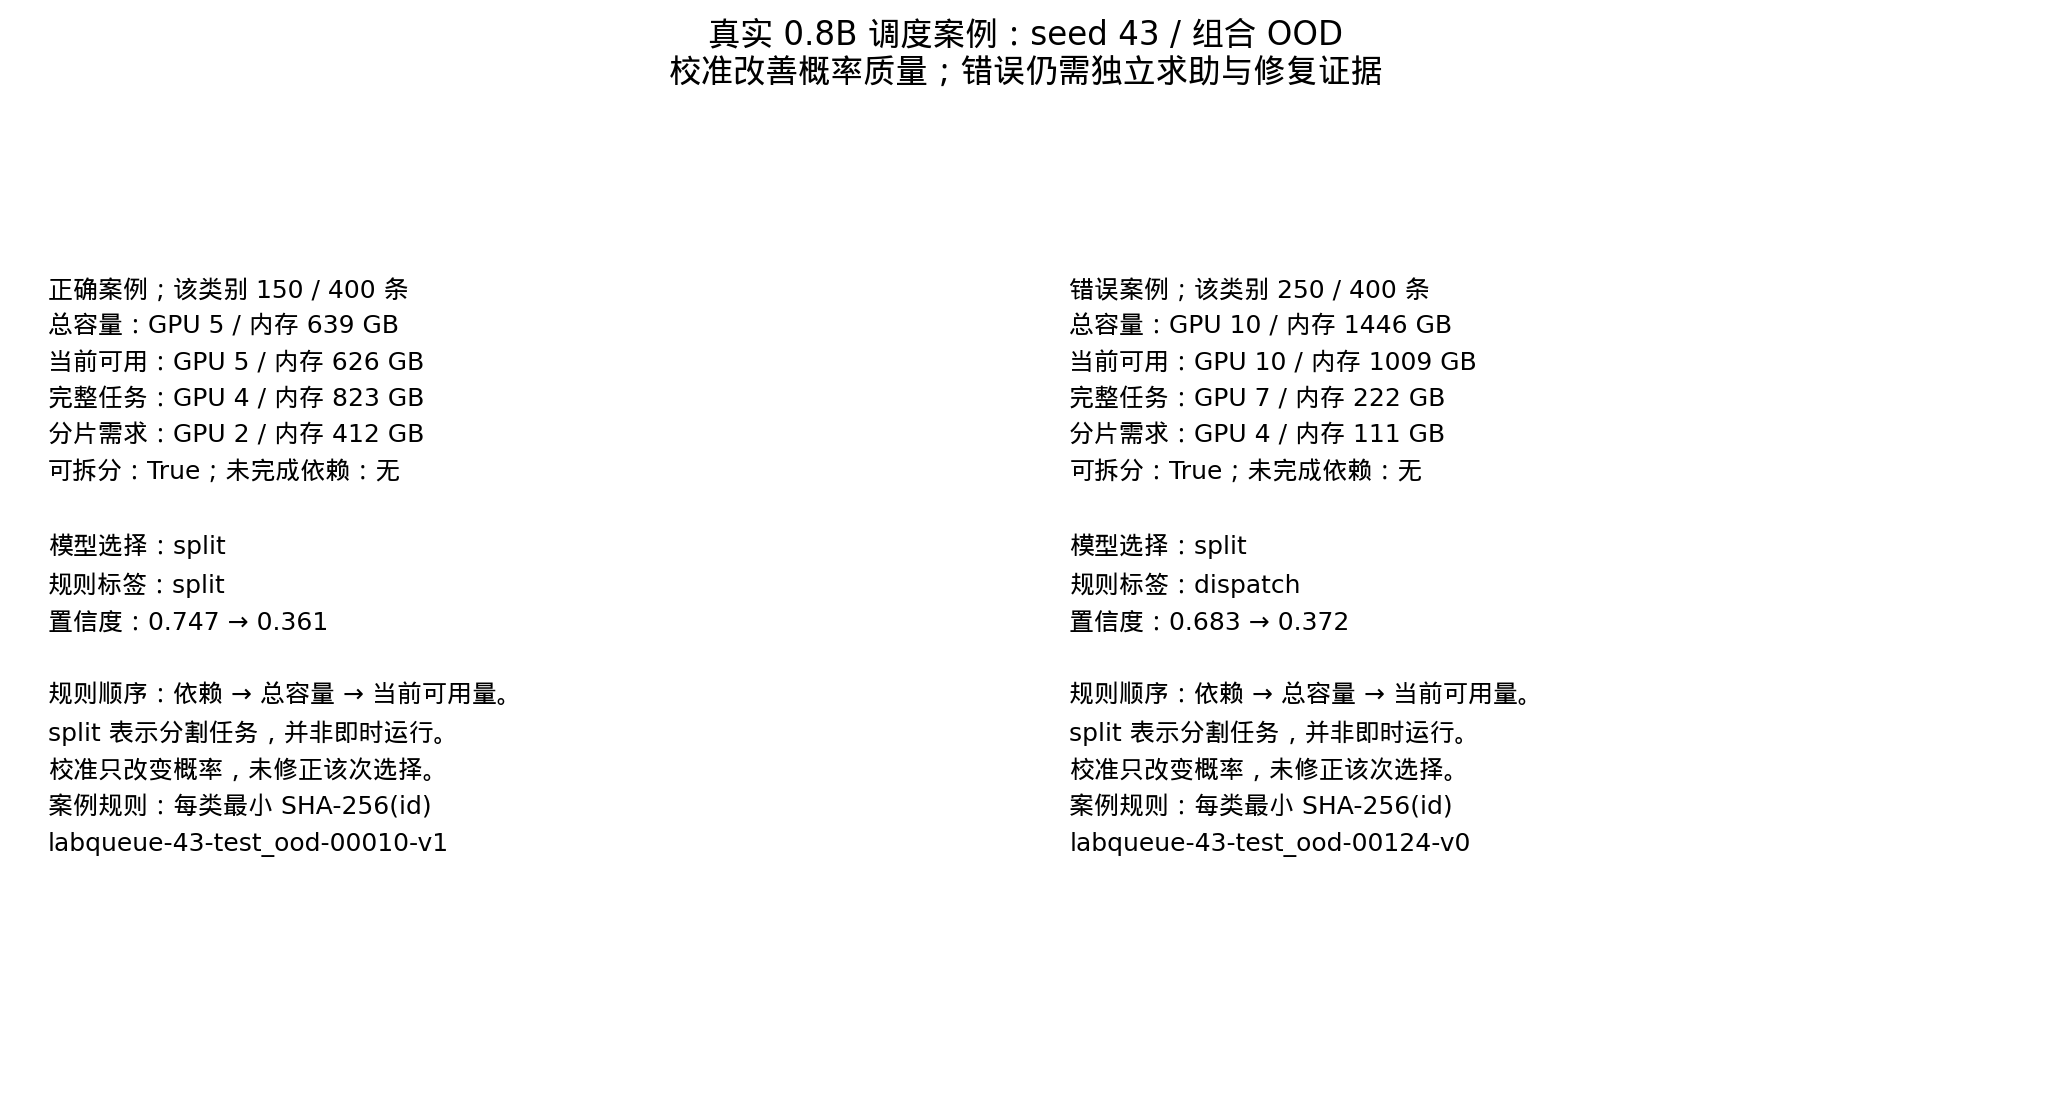 真实 0.8B 调度案例：seed 43 / 组合 OOD
校准改善概率质量；错误仍需独立求助与修复证据
正确案例；该类别 150 / 400 条
总容量：GPU 5 / 内存 639 GB
当前可用：GPU 5 / 内存 626 GB
完整任务：GPU 4 / 内存 823 GB
分片需求：GPU 2 / 内存 412 GB
可拆分：True；未完成依赖：无
模型选择：split
规则标签：split
置信度：0.747 → 0.361
规则顺序：依赖 → 总容量 → 当前可用量。
split 表示分割任务，并非即时运行。
校准只改变概率，未修正该次选择。
案例规则：每类最小 SHA-256(id)
labqueue-43-test_ood-00010-v1
错误案例；该类别 250 / 400 条
总容量：GPU 10 / 内存 1446 GB
当前可用：GPU 10 / 内存 1009 GB
完整任务：GPU 7 / 内存 222 GB
分片需求：GPU 4 / 内存 111 GB
可拆分：True；未完成依赖：无
模型选择：split
规则标签：dispatch
置信度：0.683 → 0.372
规则顺序：依赖 → 总容量 → 当前可用量。
split 表示分割任务，并非即时运行。
校准只改变概率，未修正该次选择。
案例规则：每类最小 SHA-256(id)
labqueue-43-test_ood-00124-v0